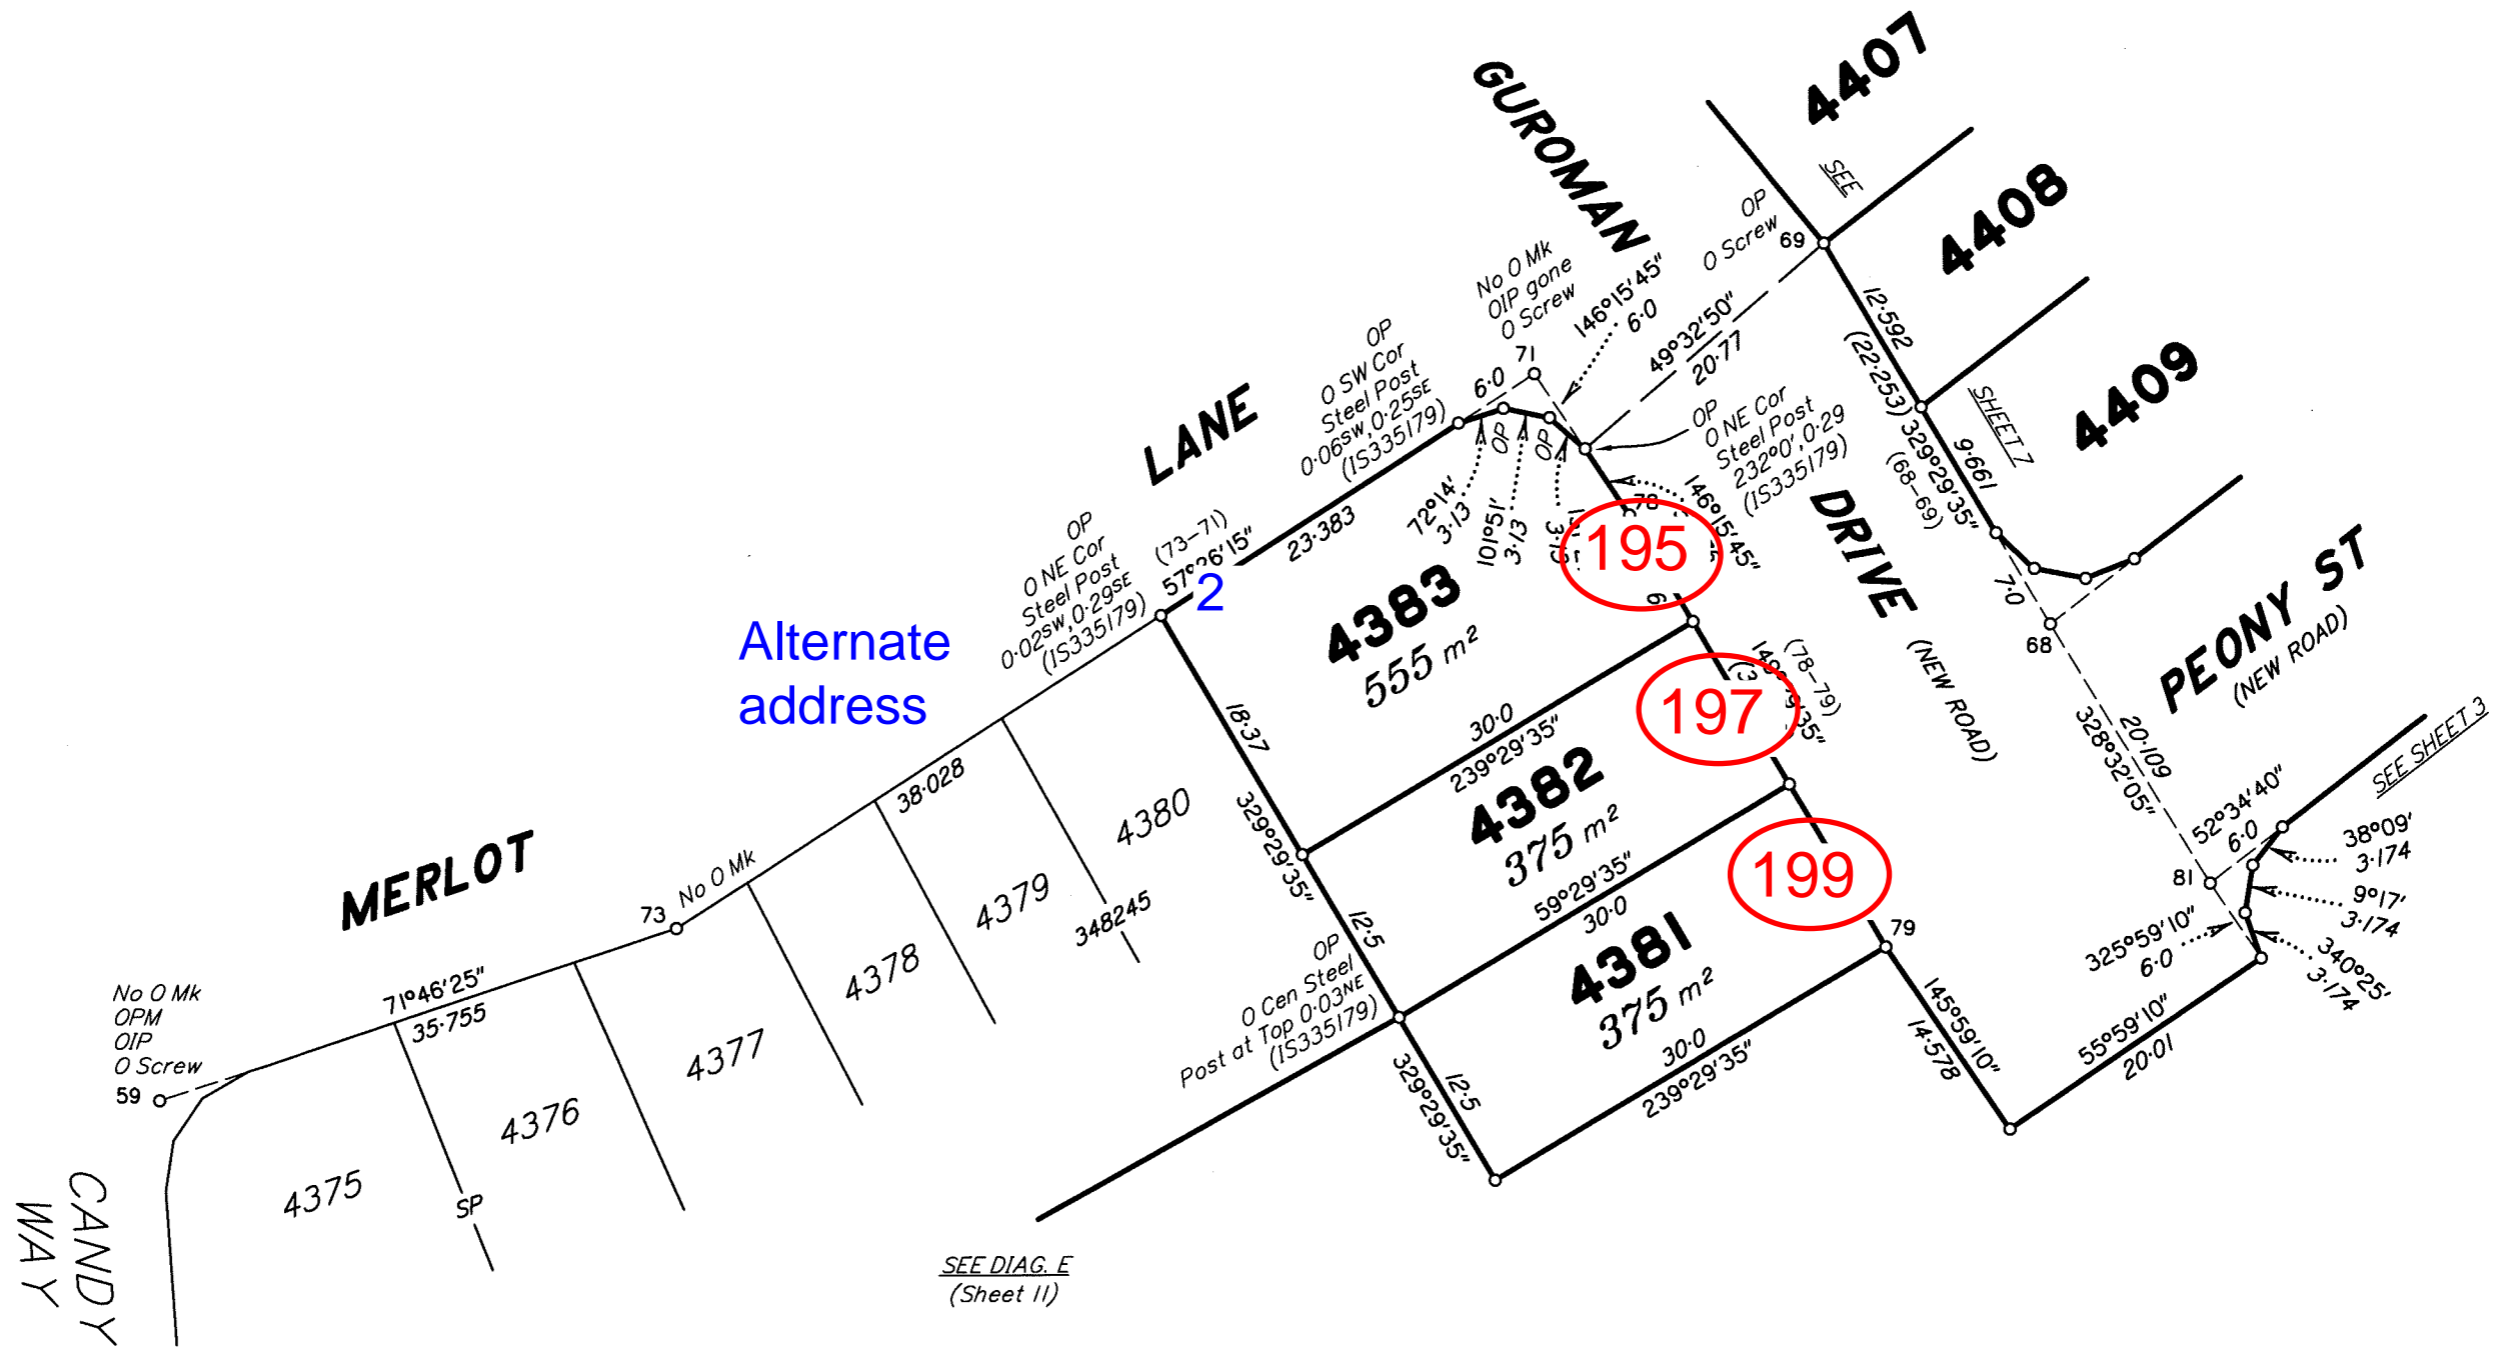 GUROMAN
DRIVE
(NEW ROAD)
4407
SEE
4408
4409
SHEET 7
OP
O Screw
69
12·592
(22·253)
329°29'35"
(68-69)
9·661
7·0
68
PEONY ST
(NEW ROAD)
SEE SHEET 3
No O Mk
OIP gone
O Screw
71
146°15'45"
6·0
49°32'50"
20·77
OP
O NE Cor
Steel Post
232°0', 0·29
(IS335179)
146°15'45"
OP
O SW Cor
Steel Post
0·06SW, 0·25SE
(IS335179)
6·0
OP
OP
72°14'
3·13
101°51'
3·13
LANE
23·383
OP
O NE Cor
Steel Post
0·02SW, 0·29SE
(IS335179)
(73-71)
2
Alternate
address
195
4383
555 m²
18·37
329°29'35"
30·0
239°29'35"
197
(78-79)
4382
375 m²
12·5
59°29'35"
30·0
199
4381
375 m²
79
30·0
239°29'35"
12·5
329°29'35"
145°59'10"
14·578
55°59'10"
20·01
20·109
328°32'05"
52°34'40"
6·0
81
38°09'
3·174
9°17'
3·174
340°25'
3·174
325°59'10"
6·0
OP
O Cen Steel
Post at Top 0·03NE
(IS335179)
38·028
4380
4379
348245
4378
4377
4376
4375
SP
MERLOT
No O Mk
73
71°46'25"
35·755
No O Mk
OPM
OIP
O Screw
59
CANDY
WAY
SEE DIAG. E
(Sheet 11)